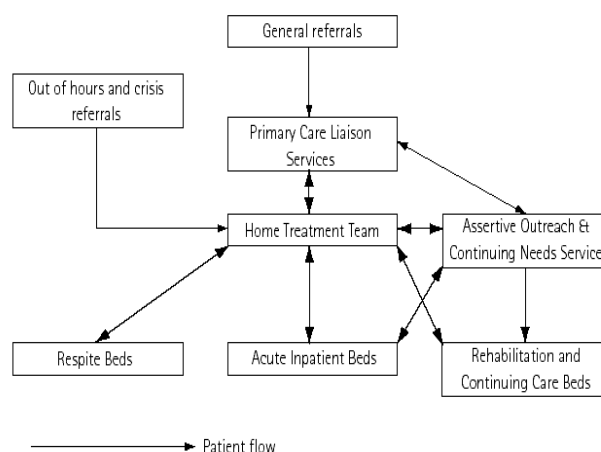 General referrals
Out of hours and crisis
referrals
Primary Care Liaison
Services
Home Treatment Team
Assertive Outreach &
Continuing Needs Service
Respite Beds
Acute Inpatient Beds
Rehabilitation and
Continuing Care Beds
Patient flow